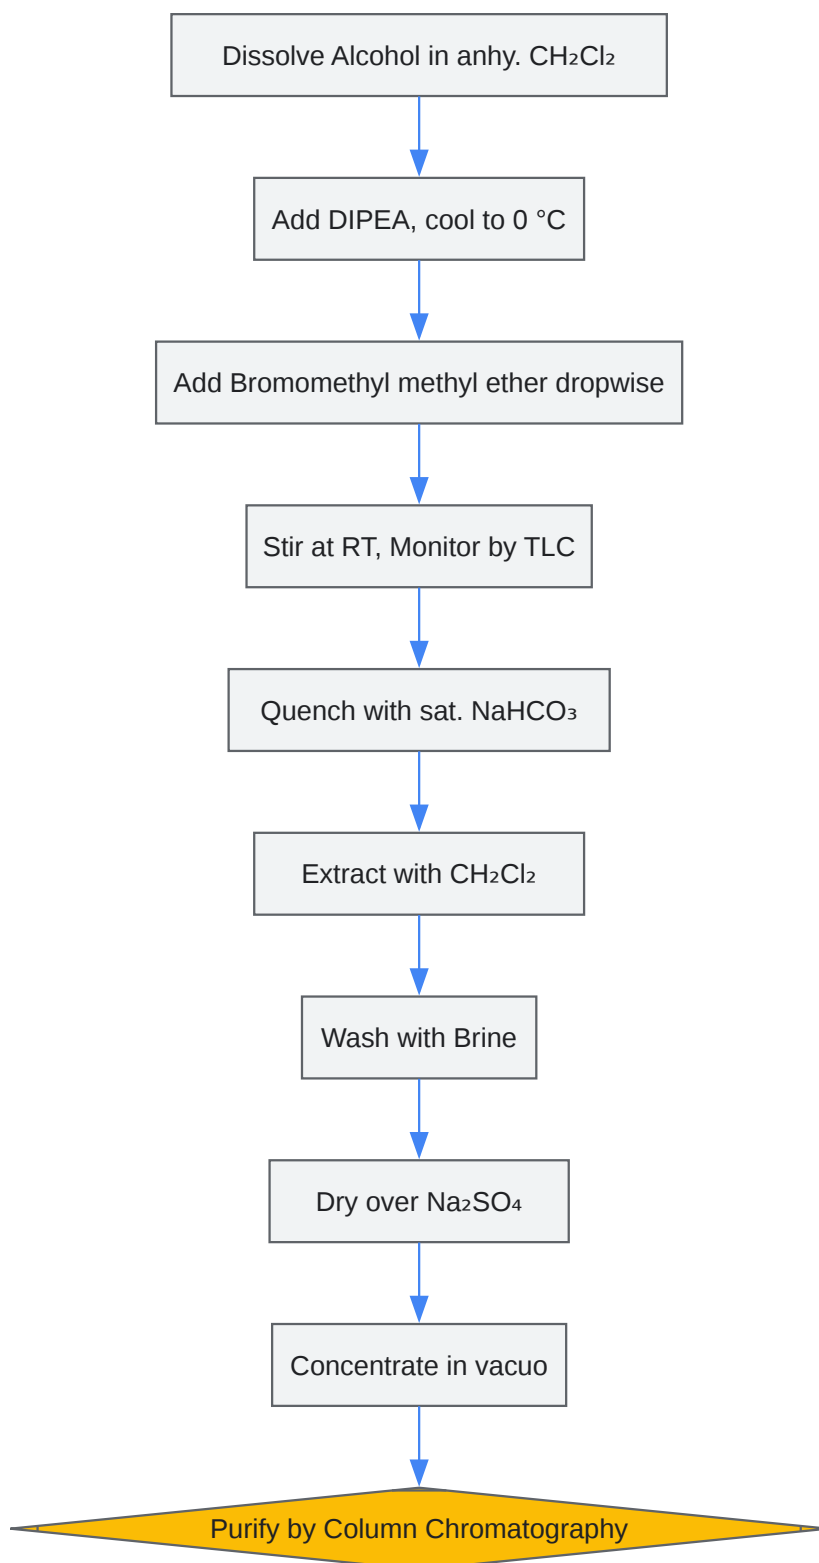 Dissolve Alcohol in anhy. CH₂Cl₂
Add DIPEA, cool to 0 °C
Add Bromomethyl methyl ether dropwise
Stir at RT, Monitor by TLC
Quench with sat. NaHCO₃
Extract with CH₂Cl₂
Wash with Brine
Dry over Na₂SO₄
Concentrate in vacuo
Purify by Column Chromatography